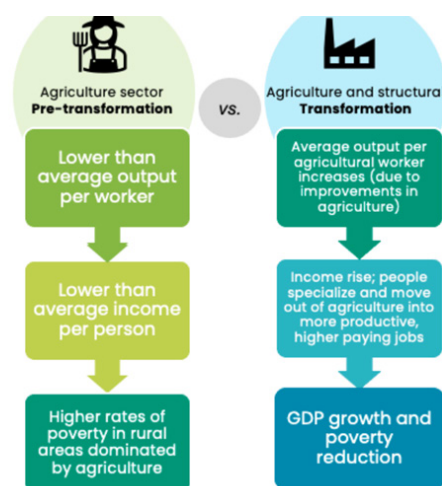 Agriculture sector
Pre-transformation
vs.
Agriculture and structura
Transformation
Lower than
average output
per worker
Lower than
average income
per person
Higher rates of
poverty in rural
areas dominated
by agriculture
Average output per
agricultural worker
increases (due to
improvements in
agriculture)
Income rise; people
specialize and move
out of agriculture into
more productive,
higher paying jobs
GDP growth and
poverty
reduction